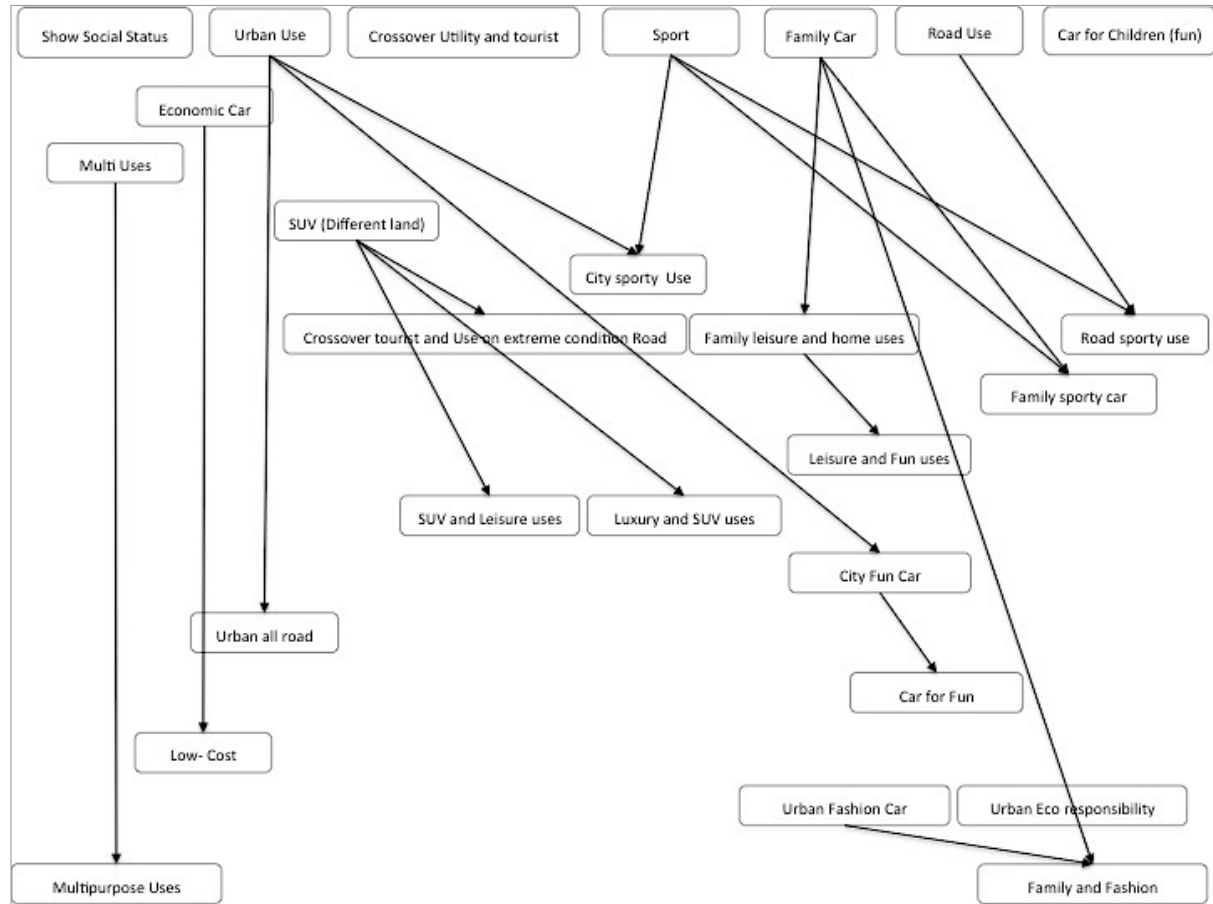 Show Social Status
Urban Use
Crossover Utility and tourist
Sport
Family Car
Road Use
Car for Children (fun)
Economic Car
Multi Uses
SUV (Different land)
City sporty Use
Crossover tourist and Use on extreme condition Road
Family leisure and home uses
Road sporty use
Family sporty car
Leisure and Fun uses
SUV and Leisure uses
Luxury and SUV uses
City Fun Car
Urban all road
Car for Fun
Low- Cost
Urban Fashion Car
Urban Eco responsibility
Multipurpose Uses
Family and Fashion